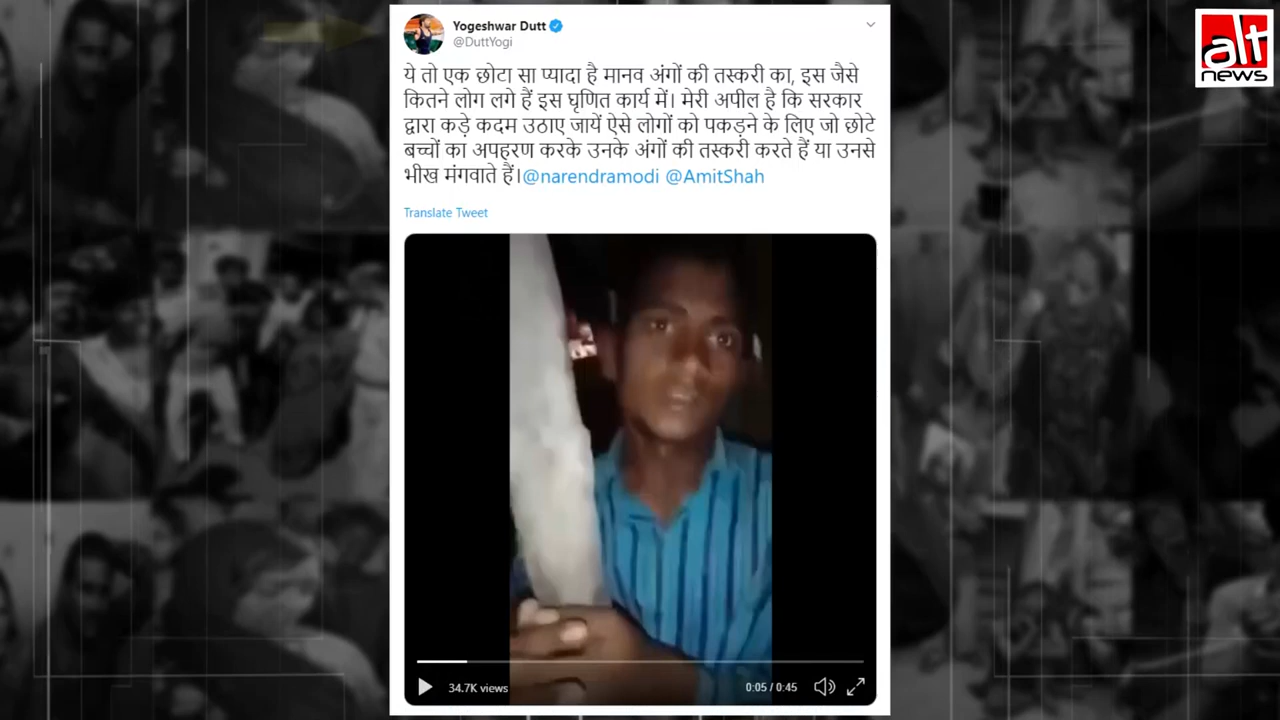 Yogeshwar Dutt
@DuttYogi
ये तो एक छोटा सा प्यादा है मानव अंगों की तस्करी का, इस जैसे
कितने लोग लगे हैं इस घृणित कार्य में। मेरी अपील है कि सरकार
द्वारा कड़े कदम उठाए जायें ऐसे लोगों को पकड़ने के लिए जो छोटे
बच्चों का अपहरण करके उनके अंगों की तस्करी करते हैं या उनसे
भीख मंगवाते हैं।@narendramodi @AmitShah
Translate Tweet
34.7K views
0:05 / 0:45
alt
news